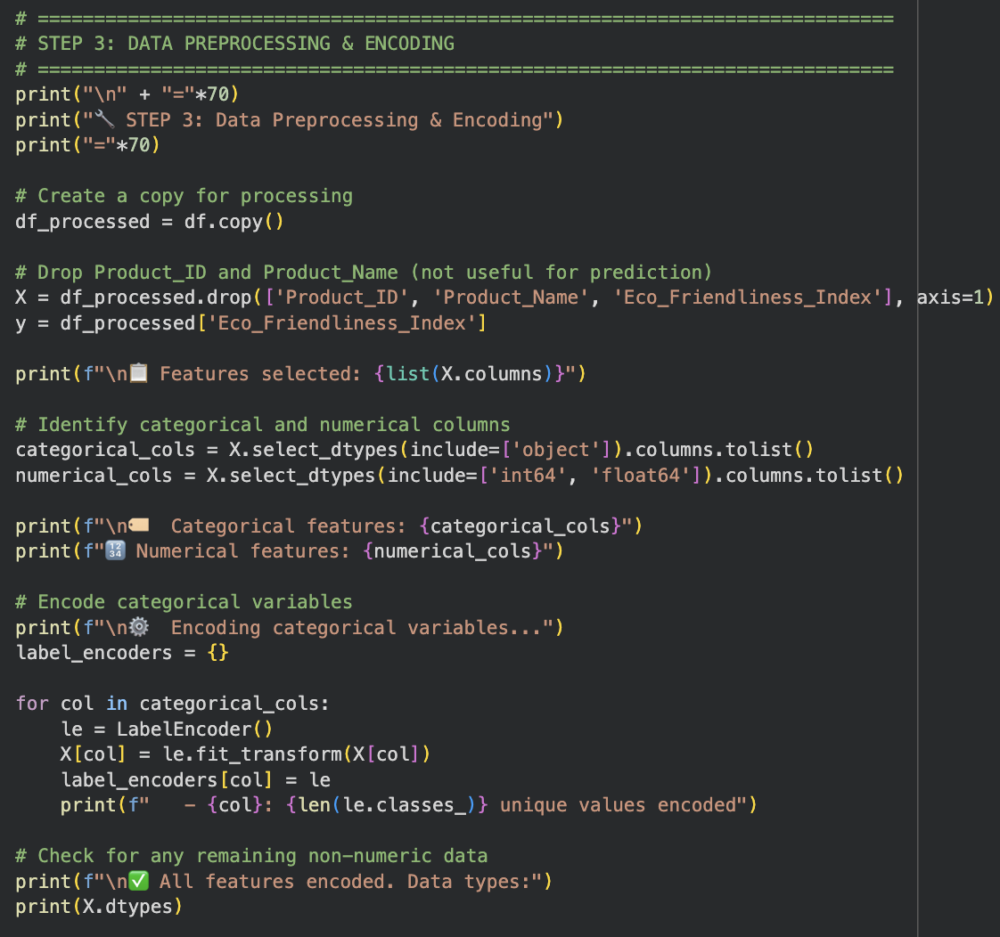 # ============================================================================
# STEP 3: DATA PREPROCESSING & ENCODING
# ============================================================================
print("\n" + "="*70)
print("🔧 STEP 3: Data Preprocessing & Encoding")
print("="*70)
# Create a copy for processing
df_processed = df.copy()
# Drop Product_ID and Product_Name (not useful for prediction)
X = df_processed.drop(['Product_ID', 'Product_Name', 'Eco_Friendliness_Index'], axis=1)
y = df_processed['Eco_Friendliness_Index']
print(f"\n📋 Features selected: {list(X.columns)}")
# Identify categorical and numerical columns
categorical_cols = X.select_dtypes(include=['object']).columns.tolist()
numerical_cols = X.select_dtypes(include=['int64', 'float64']).columns.tolist()
print(f"\n🏷️  Categorical features: {categorical_cols}")
print(f"🔢 Numerical features: {numerical_cols}")
# Encode categorical variables
print(f"\n⚙️  Encoding categorical variables...")
label_encoders = {}
for col in categorical_cols:
    le = LabelEncoder()
    X[col] = le.fit_transform(X[col])
    label_encoders[col] = le
    print(f"   - {col}: {len(le.classes_)} unique values encoded")
# Check for any remaining non-numeric data
print(f"\n✅ All features encoded. Data types:")
print(X.dtypes)